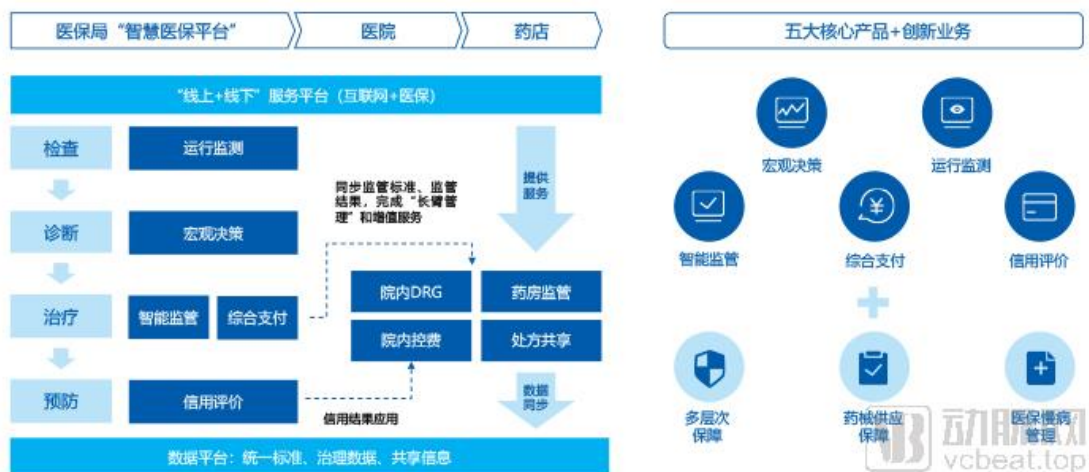 医保局“智慧医保平台”
医院
药店
“线上+线下”服务平台（互联网+医保）
检查
运行监测
诊断
宏观决策
治疗
智能监管
综合支付
预防
信用评价
同步监管标准、监管
结果，完成“长臂管
理”和增值服务
提供
服务
院内DRG
药房监管
院内控费
处方共享
信用结果应用
数据
同步
数据平台：统一标准、治理数据、共享信息
五大核心产品+创新业务
宏观决策
运行监测
智能监管
综合支付
信用评价
多层次
保障
药械供应
保障
医保慢病
管理
动脉网
vcbeat.top